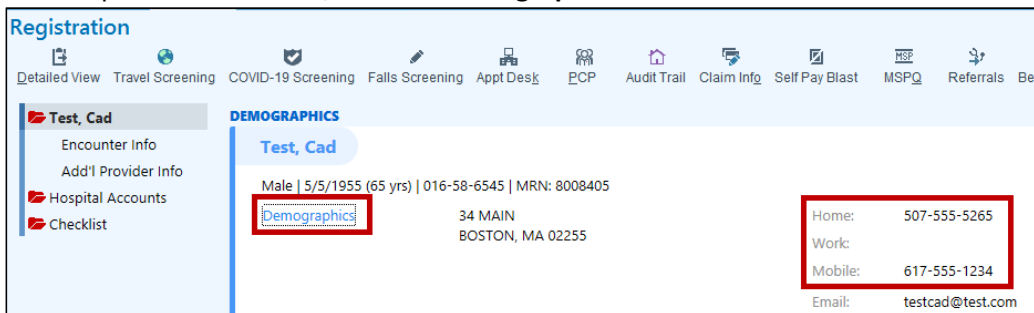 Registration
Detailed View Travel Screening COVID-19 Screening Falls Screening Appt Desk PCP Audit Trail Claim Info Self Pay Blast MSPQ Referrals Be
Test, Cad
Encounter Info
Add'l Provider Info
Hospital Accounts
Checklist
DEMOGRAPHICS
Test, Cad
Male | 5/5/1955 (65 yrs) | 016-58-6545 | MRN: 8008405
Demographics
34 MAIN
BOSTON, MA 02255
Home: 507-555-5265
Work:
Mobile: 617-555-1234
Email: testcad@test.com